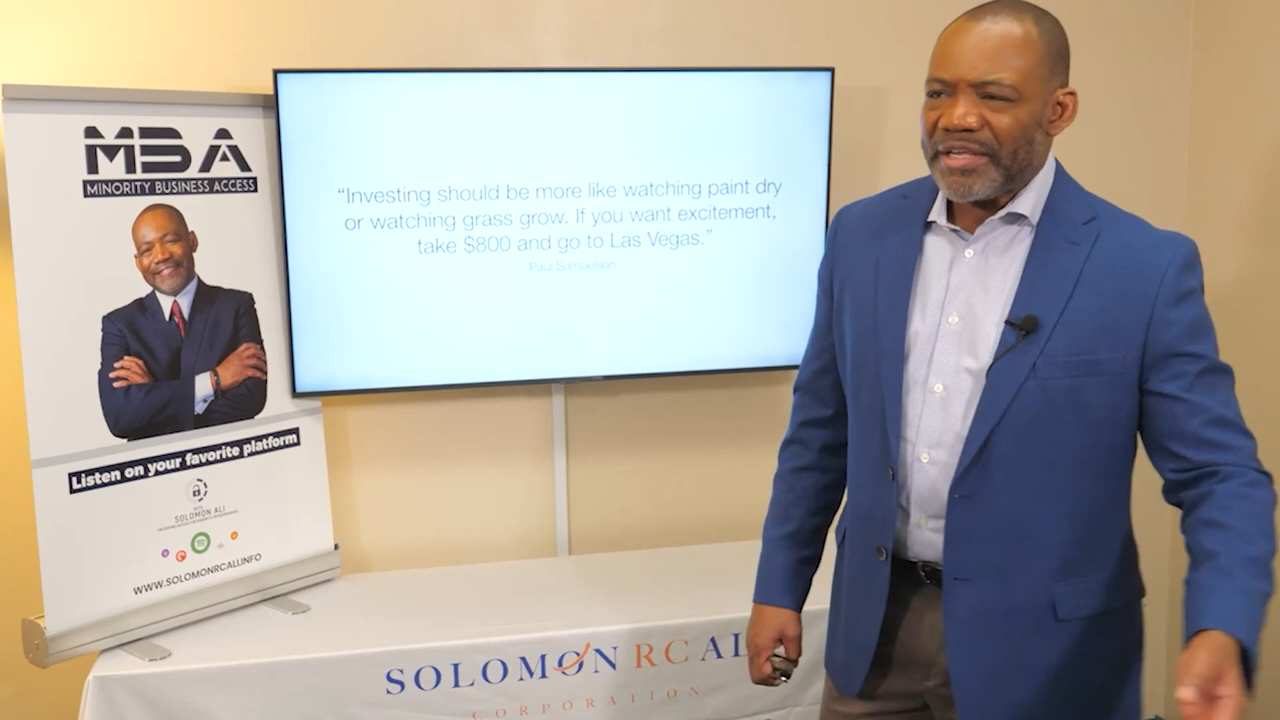 MBA
MINORITY BUSINESS ACCESS
Listen on your favorite platform
WITH
SOLOMON ALI
WWW.SOLOMONRCALI.INFO
“Investing should be more like watching paint dry
or watching grass grow. If you want excitement,
take $800 and go to Las Vegas.”
Paul Samuelson
SOLOMON RC AL
CORPORATION